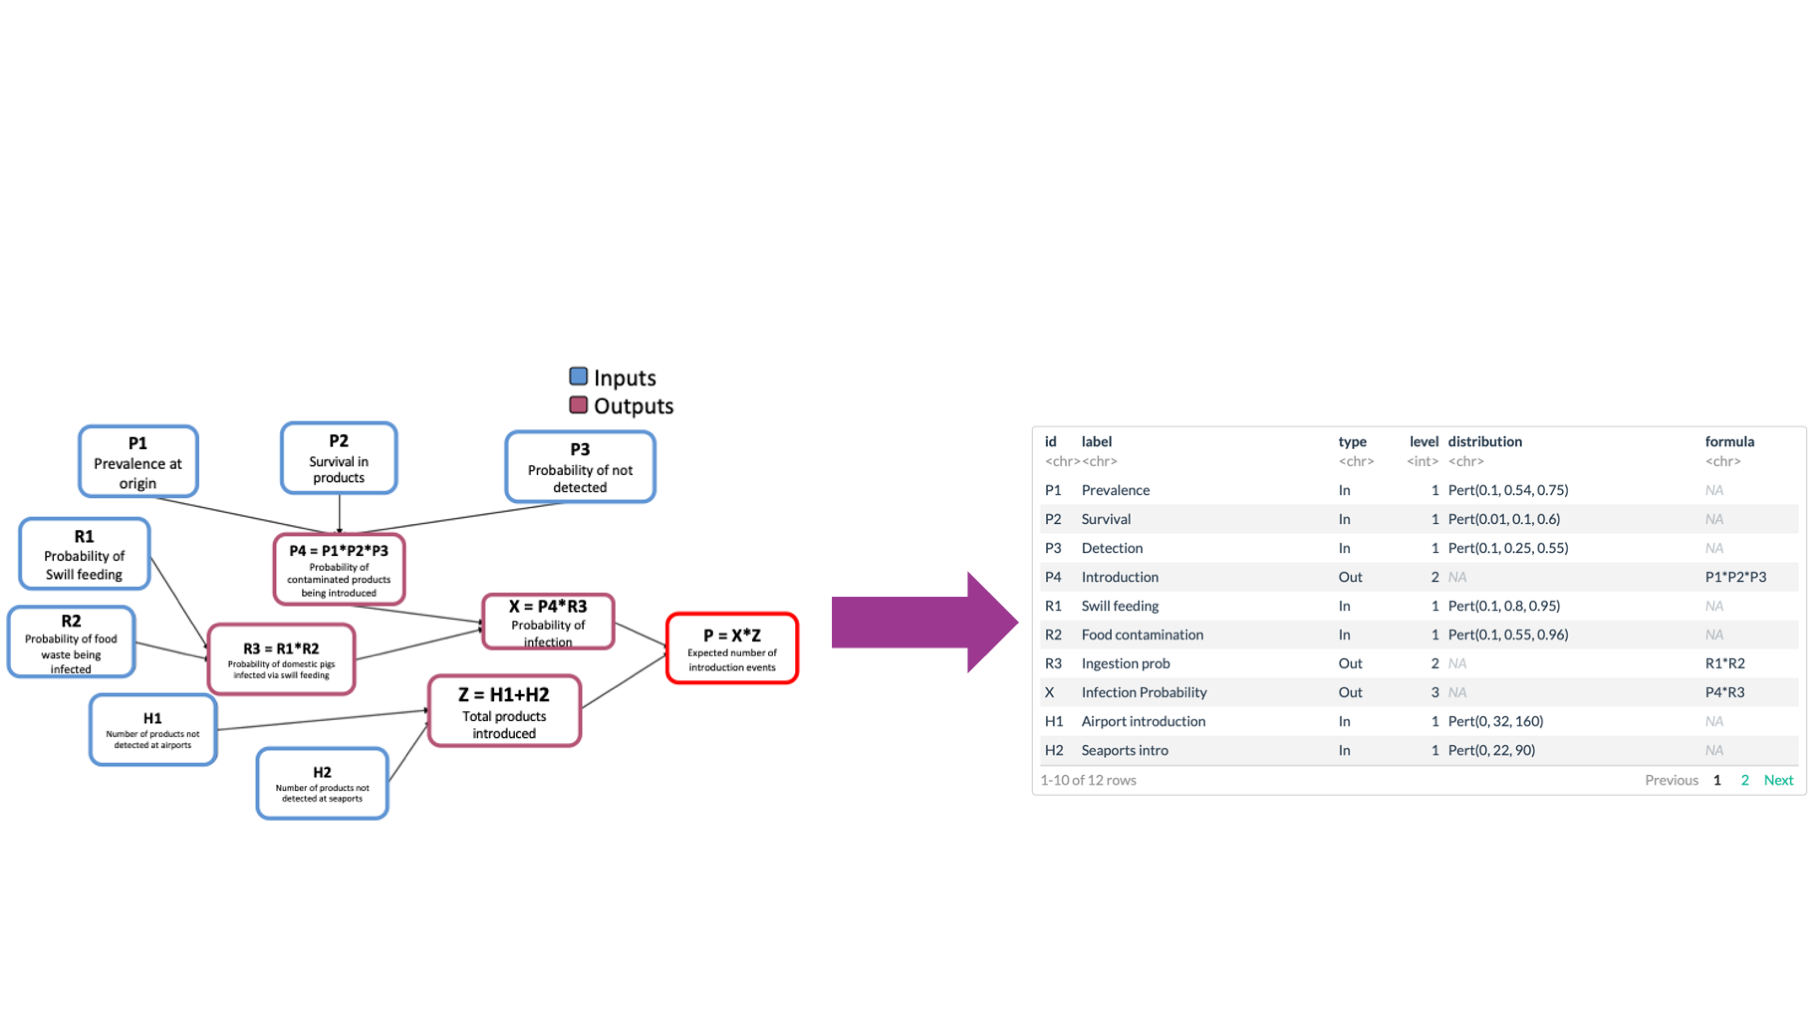 Inputs
Outputs
P1
Prevalence at
origin
P2
Survival in
products
P3
Probability of not
detected
R1
Probability of
Swill feeding
P4 = P1*P2*P3
Probability of
contaminated products
being introduced
R2
Probability of food
waste being
infected
R3 = R1*R2
Probability of domestic pigs
infected via swill feeding
X = P4*R3
Probability of
infection
P = X*Z
Expected number of
introduction events
Z = H1+H2
Total products
introduced
H1
Number of products not
detected at airports
H2
Number of products not
detected at seaports
id label type level distribution formula
<chr> <chr> <chr> <int> <chr> <chr>
P1 Prevalence In 1 Pert(0.1, 0.54, 0.75) NA
P2 Survival In 1 Pert(0.01, 0.1, 0.6) NA
P3 Detection In 1 Pert(0.1, 0.25, 0.55) NA
P4 Introduction Out 2 NA P1*P2*P3
R1 Swill feeding In 1 Pert(0.1, 0.8, 0.95) NA
R2 Food contamination In 1 Pert(0.1, 0.55, 0.96) NA
R3 Ingestion prob Out 2 NA R1*R2
X Infection Probability Out 3 NA P4*R3
H1 Airport introduction In 1 Pert(0, 32, 160) NA
H2 Seaports intro In 1 Pert(0, 22, 90) NA
1-10 of 12 rows Previous 1 2 Next